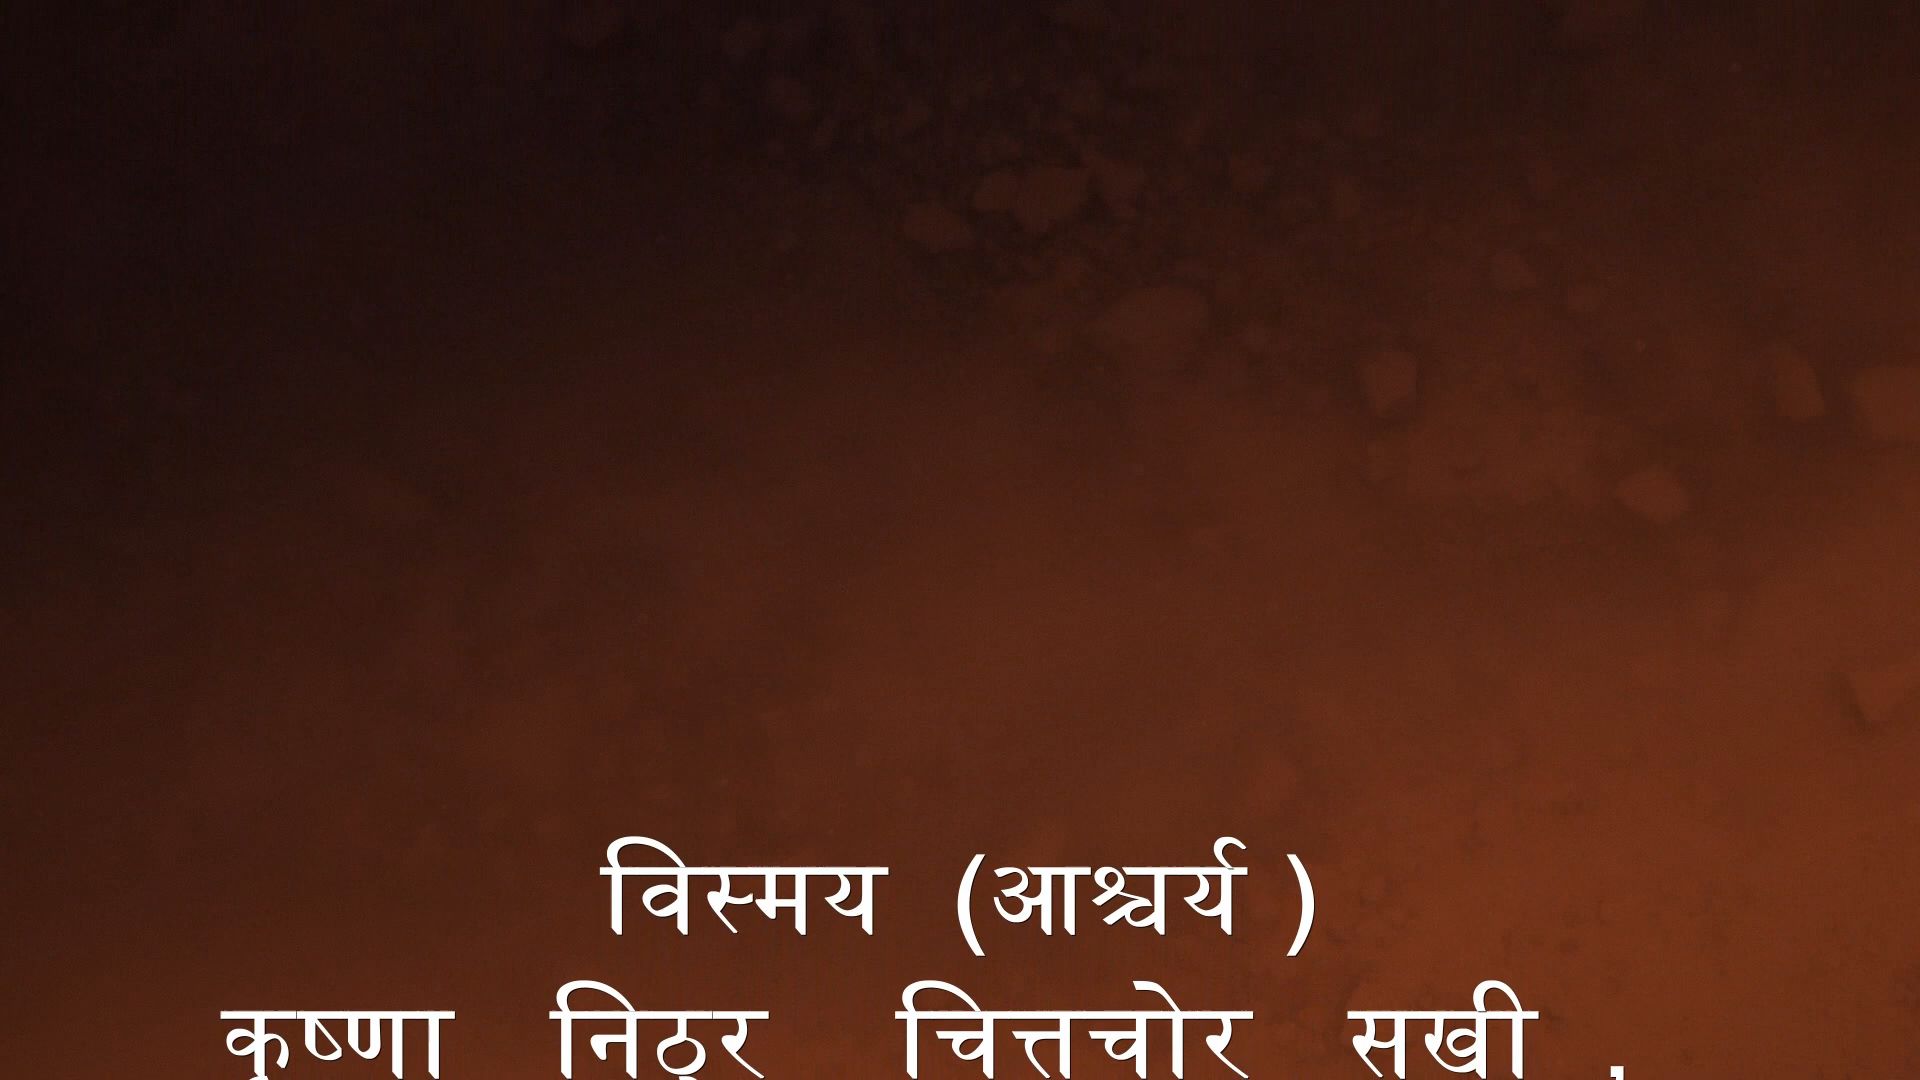 विस्मय (आश्चर्य )
कृष्णा निठुर चित्तचोर सखी ,